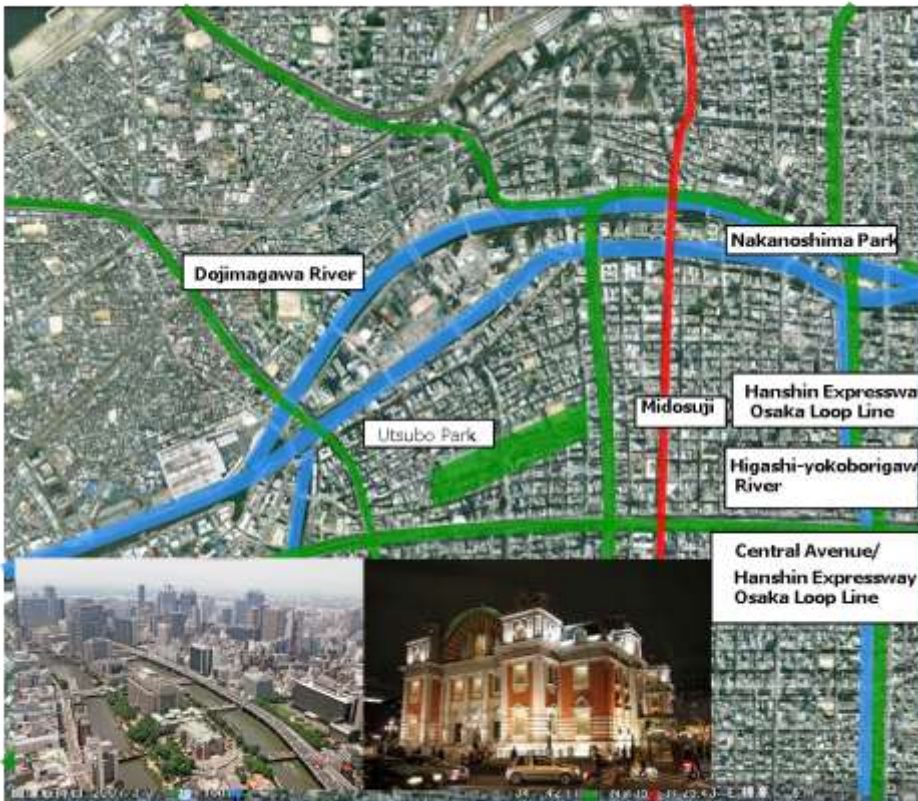 Nakanoshima Park
Dojimagawa River
Midosuji
Hanshin Expresswa
Osaka Loop Line
Utsubo Park
Higashi-yokoborigaw
River
Central Avenue/
Hanshin Expressway
Osaka Loop Line